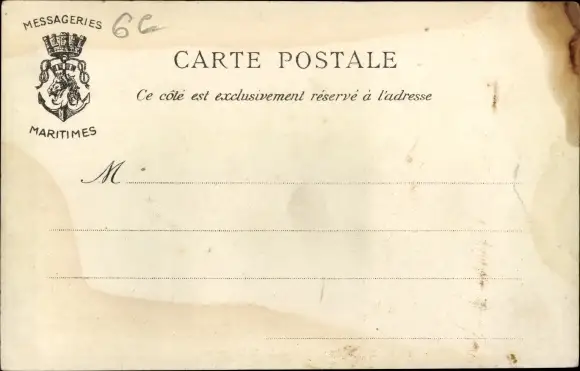 MESSAGERIES
MARITIMES
6c
CARTE POSTALE
Ce côté est exclusivement réservé à l'adresse
M